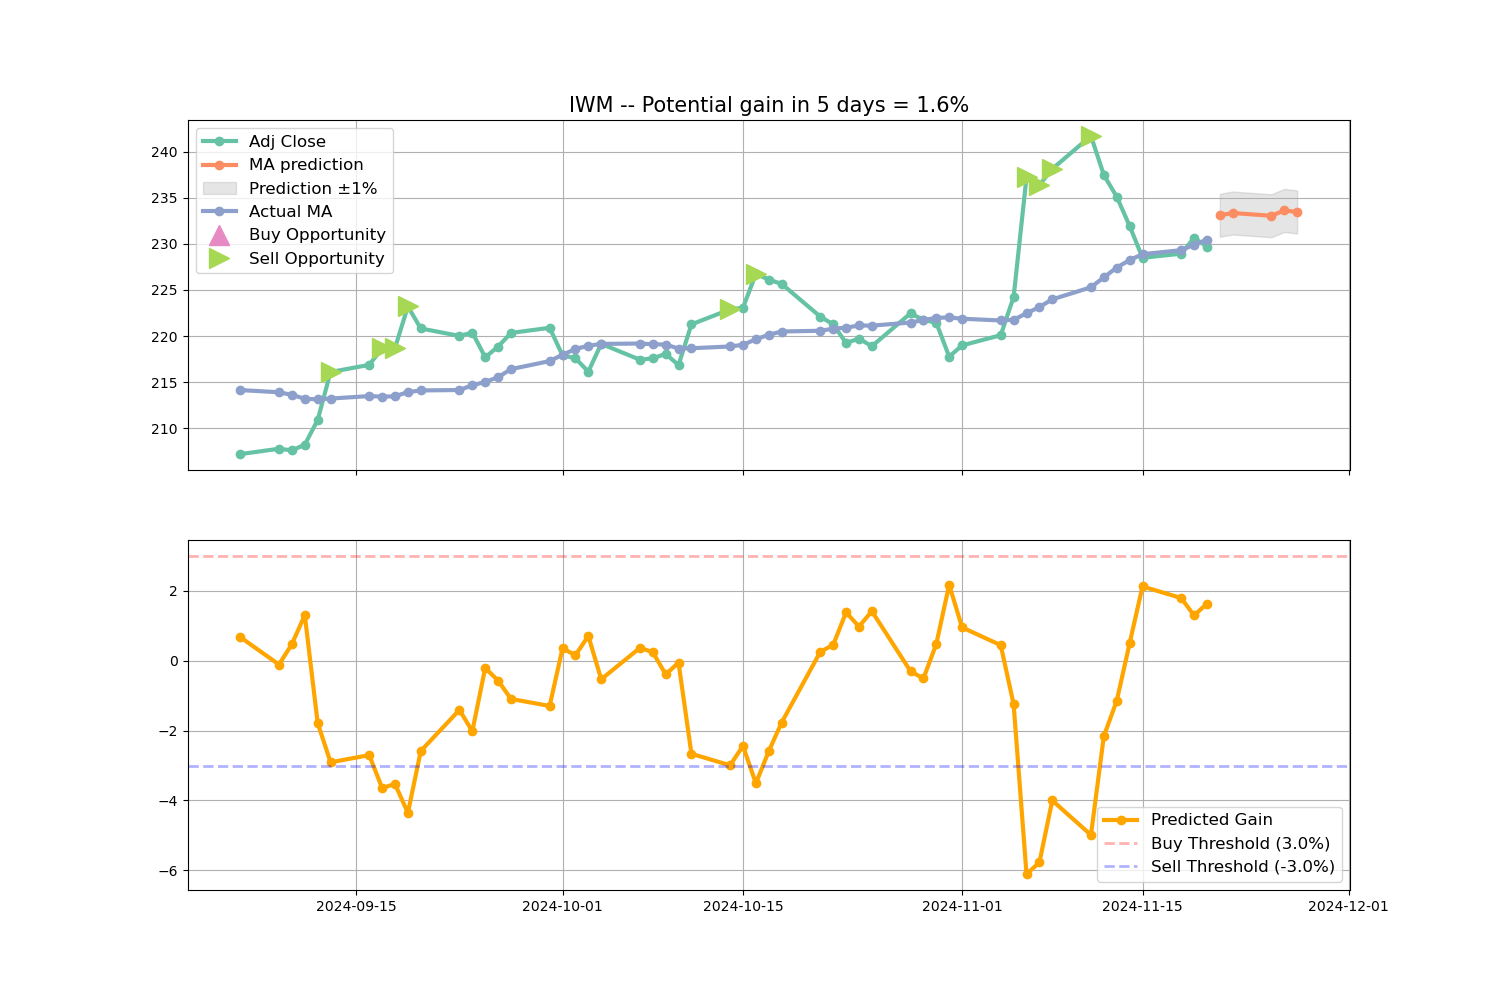 IWM -- Potential gain in 5 days = 1.6%
Adj Close
MA prediction
Prediction ±1%
Actual MA
Buy Opportunity
Sell Opportunity
240
235
230
225
220
215
210
2
0
−2
−4
−6
Predicted Gain
Buy Threshold (3.0%)
Sell Threshold (-3.0%)
2024-09-15 2024-10-01 2024-10-15 2024-11-01 2024-11-15 2024-12-01